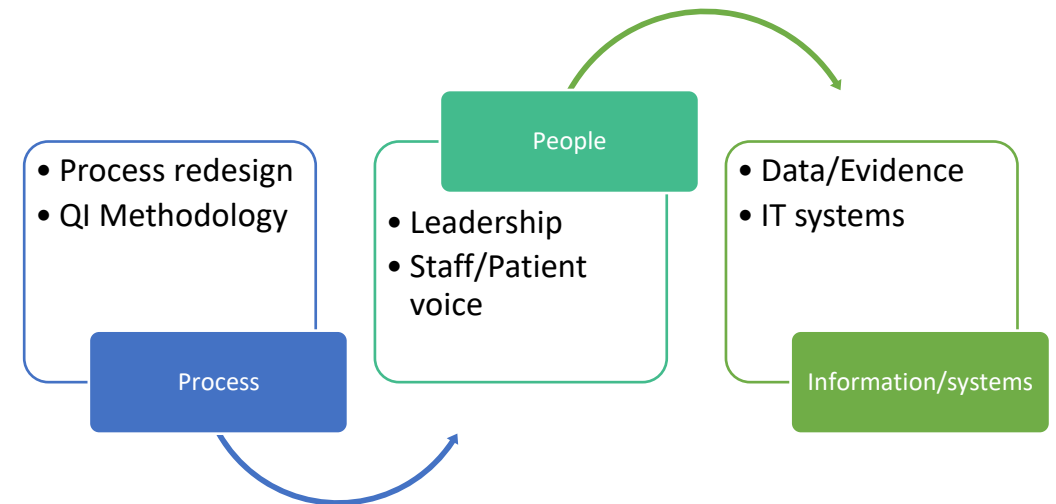 • Process redesign
• QI Methodology
Process
People
• Leadership
• Staff/Patient
voice
• Data/Evidence
• IT systems
Information/systems